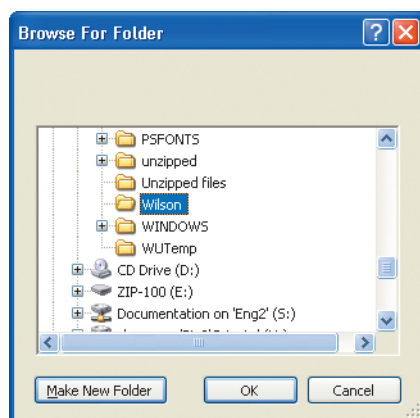 Browse For Folder
PSFONTS
unzipped
Unzipped files
Wilson
WINDOWS
WUTemp
CD Drive (D:)
ZIP-100 (E:)
Documentation on 'Eng2' (S:)
Make New Folder
OK
Cancel